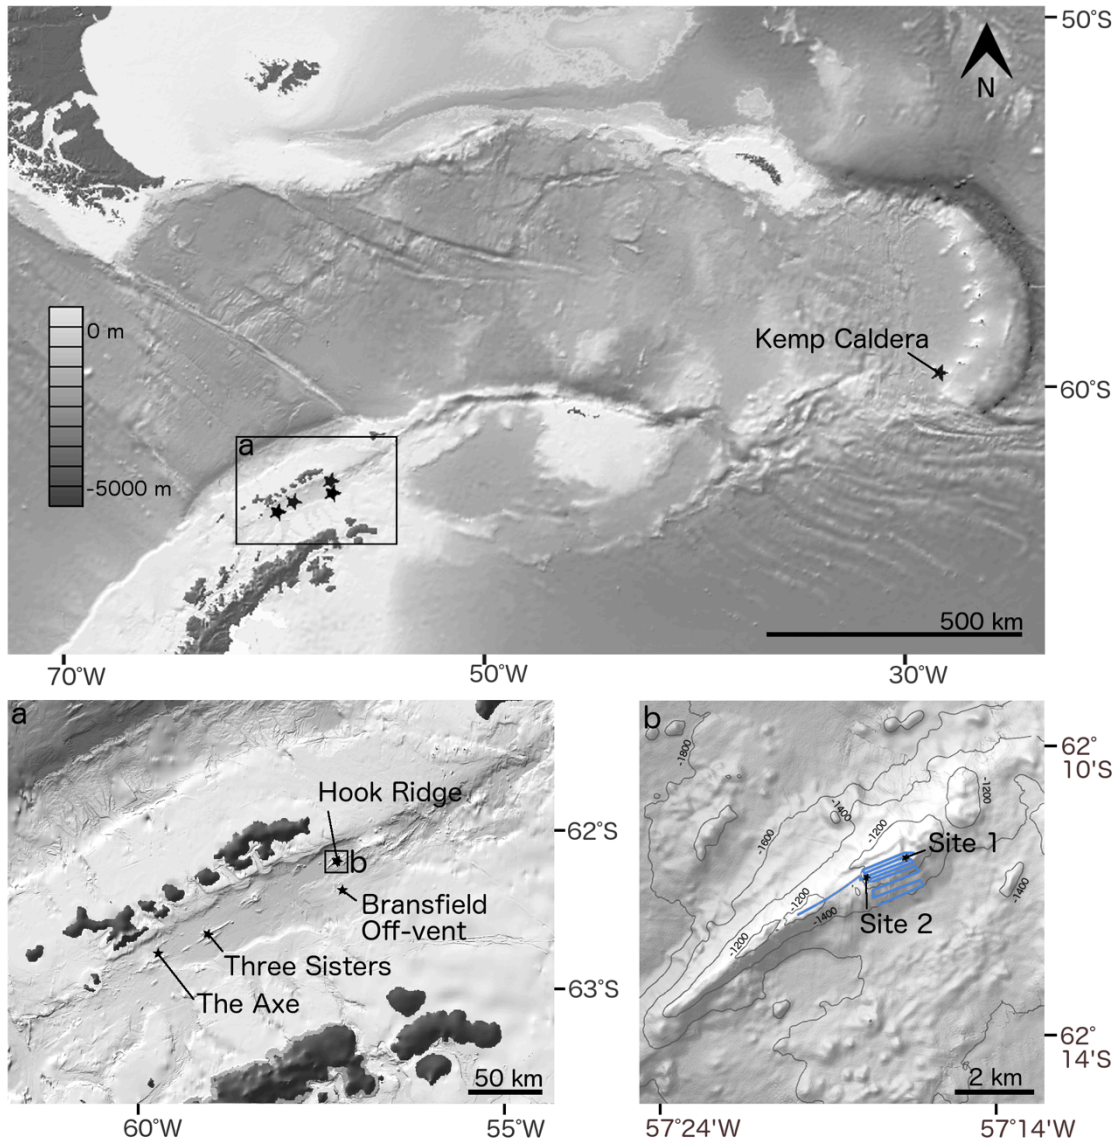 50°S
N
Kemp Caldera
0 m
60°S
a
-5000 m
500 km
70°W
50°W
30°W
a
Hook Ridge
62°S
b
Bransfield
Off-vent
Three Sisters
The Axe
63°S
50 km
60°W
55°W
b
-1800
62°
10'S
-1200
-1400
-1200
-1600
Site 1
-1400
-1200
-1400
Site 2
-1200
62°
14'S
2 km
57°24'W
57°14'W